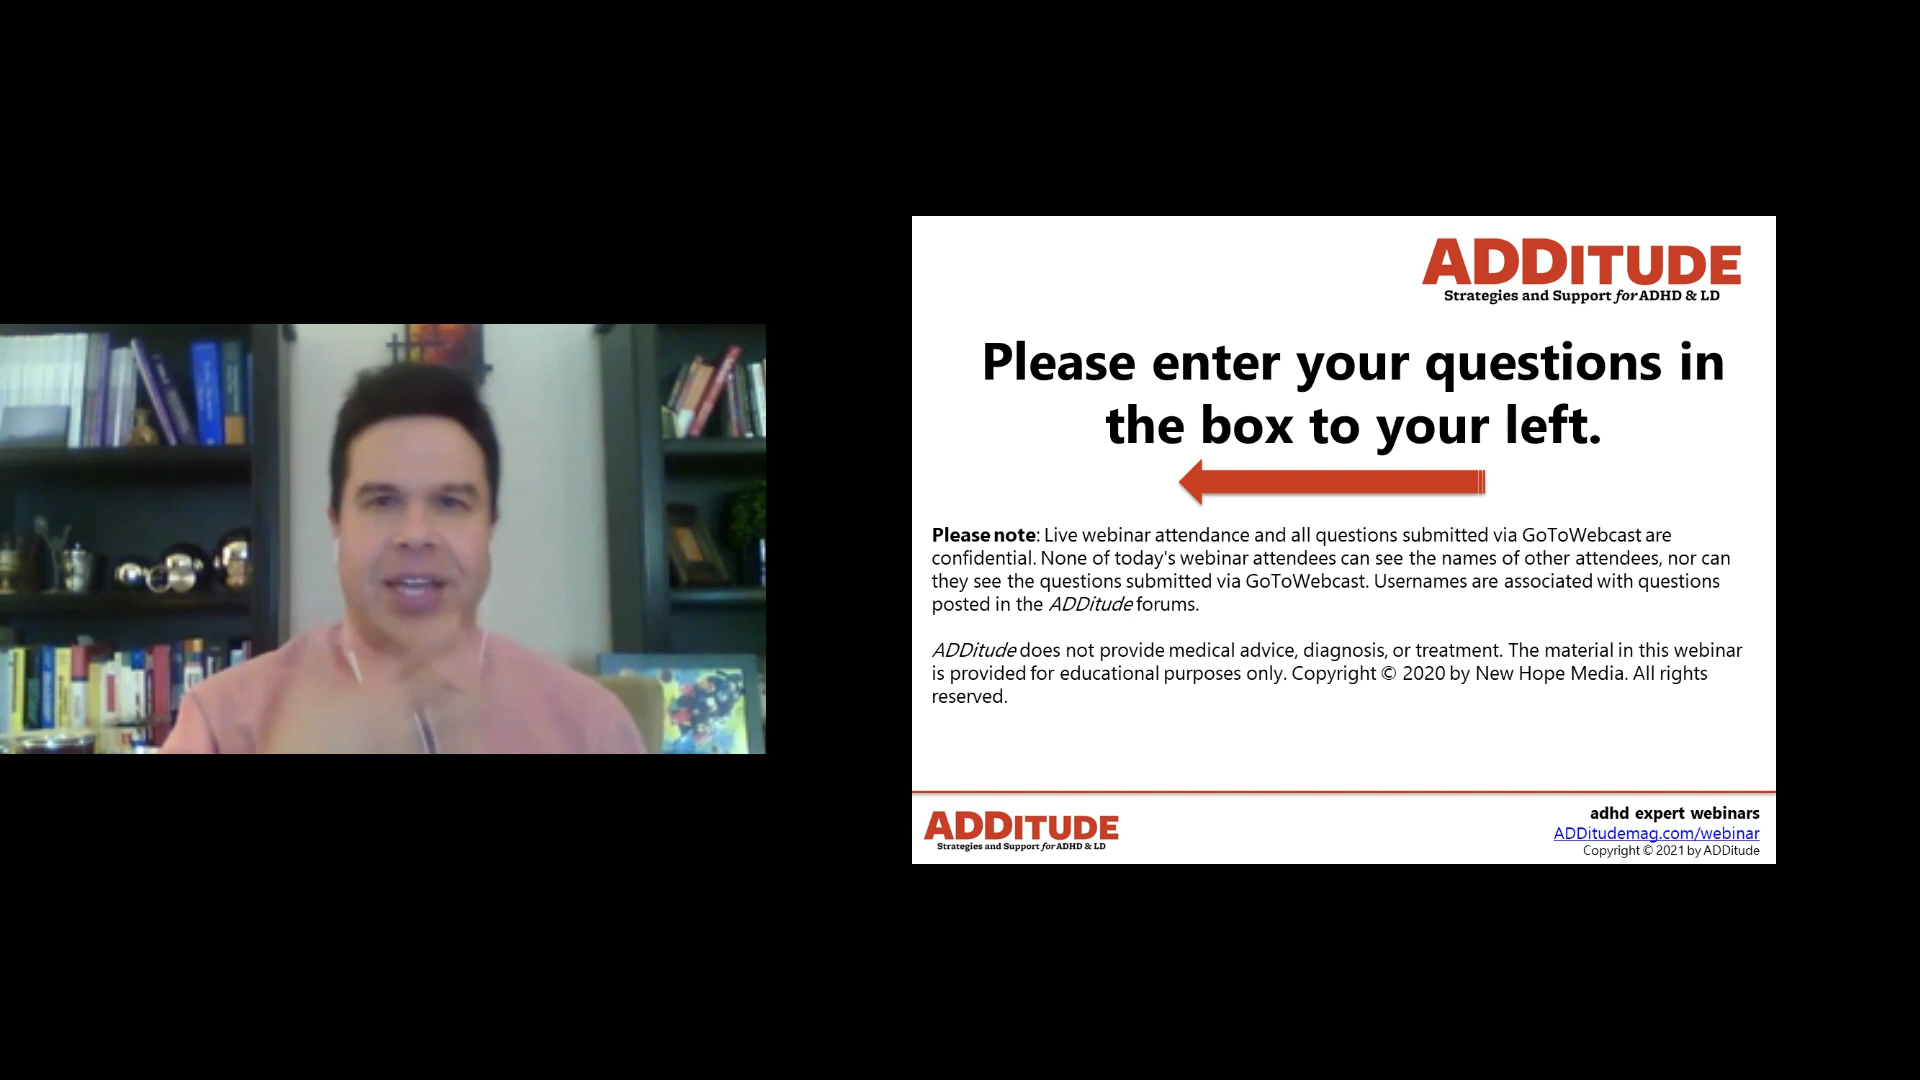 ADDITUDE
Strategies and Support for ADHD & LD
Please enter your questions in
the box to your left.
Please note: Live webinar attendance and all questions submitted via GoToWebcast are
confidential. None of today's webinar attendees can see the names of other attendees, nor can
they see the questions submitted via GoToWebcast. Usernames are associated with questions
posted in the ADDitude forums.
ADDitude does not provide medical advice, diagnosis, or treatment. The material in this webinar
is provided for educational purposes only. Copyright © 2020 by New Hope Media. All rights
reserved.
ADDITUDE
Strategies and Support for ADHD & LD
adhd expert webinars
ADDitudemag.com/webinar
Copyright © 2021 by ADDitude